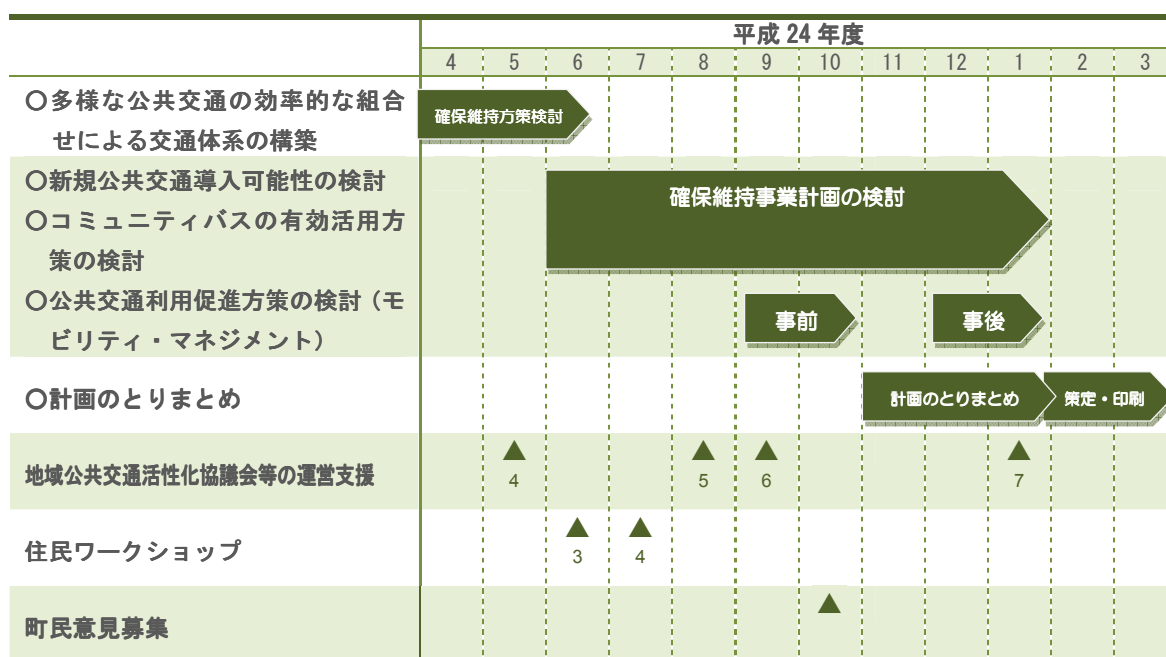 平成 24 年度
4 5 6 7 8 9 10 11 12 1 2 3
〇多様な公共交通の効率的な組合
せによる交通体系の構築
確保維持方策検討
〇新規公共交通導入可能性の検討
〇コミュニティバスの有効活用方
策の検討
確保維持事業計画の検討
〇公共交通利用促進方策の検討（モ
ビリティ・マネジメント）
事前
事後
〇計画のとりまとめ
計画のとりまとめ
策定・印刷
地域公共交通活性化協議会等の運営支援
▲ ▲ ▲ ▲
4 5 6 7
住民ワークショップ
▲ ▲
3 4
町民意見募集
▲